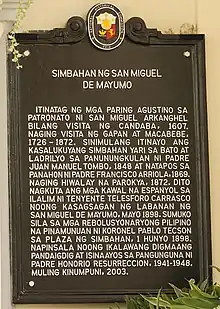 SIMBAHAN NG SAN MIGUEL
DE MAYUMO
ITINATAG NG MGA PARING AGUSTINO SA
PATRONATO NI SAN MIGUEL ARKANGHEL
BILANG VISITA NG CANDABA, 1607.
NAGING VISITA NG GAPAN AT MACABEBE,
1726-1872. SINIMULANG ITINAYO ANG
KASALUKUYANG SIMBAHAN YARI SA BATO AT
LADRILYO SA PANUNUNGKULAN NI PADRE
JUAN MANUEL TOMBO, 1848 AT NATAPOS SA
PANAHON NI PADRE FRANCISCO ARRIOLA, 1869.
NAGING HIWALAY NA PAROKYA, 1872. DITO
NAGKUTA ANG MGA KAWAL NA ESPANYOL SA
ILALIM NI TENYENTE TELESFORO CARRASCO
NOONG KASAGSAGAN NG LABANAN NG
SAN MIGUEL DE MAYUMO, MAYO 1898. SUMUKO
SILA SA MGA REBOLUSYONARYONG PILIPINO
NA PINAMUNUAN NI KORONEL PABLO TECSON
SA PLAZA NG SIMBAHAN, 1 HUNYO 1898.
NAPINSALA NOONG IKALAWANG DIGMAANG
PANDAIGDIG AT ISINAAYOS SA PANGUNGUNA NI
PADRE HONORIO RESURRECCION, 1941-1948.
MULING KINUMPUNI, 2003.